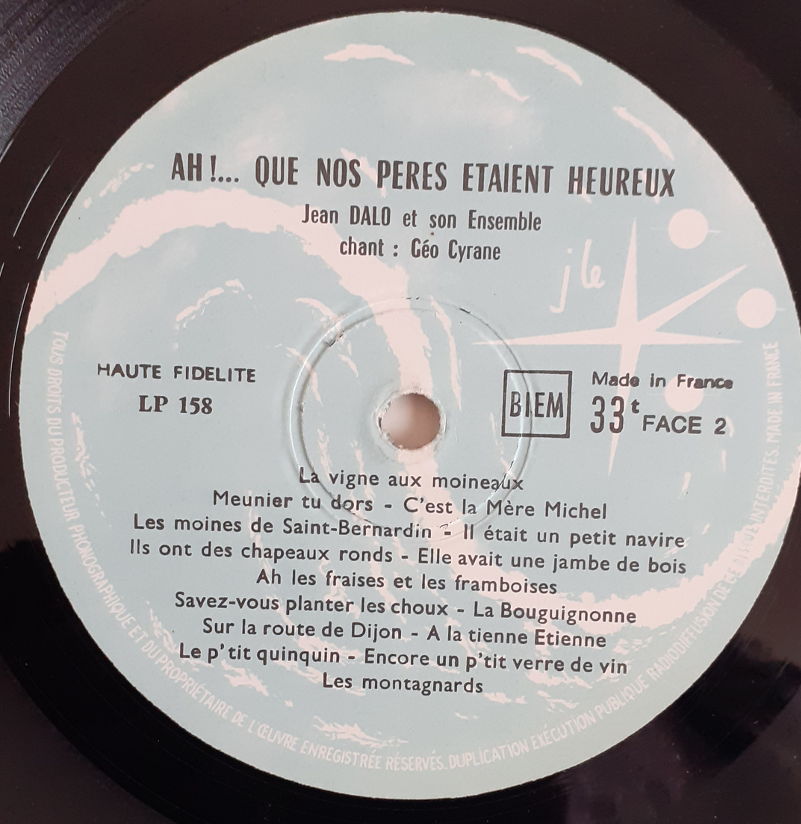 AH !... QUE NOS PERES ETAIENT HEUREUX
Jean DALO et son Ensemble
chant : Géo Cyrane
jle
HAUTE FIDELITE
LP 158
BIEM
Made in France
33t FACE 2
La vigne aux moineaux
Meunier tu dors - C'est la Mère Michel
Les moines de Saint-Bernardin - Il était un petit navire
Ils ont des chapeaux ronds - Elle avait une jambe de bois
Ah les fraises et les framboises
Savez-vous planter les choux - La Bouguignonne
Sur la route de Dijon - A la tienne Etienne
Le p'tit quinquin - Encore un p'tit verre de vin
Les montagnards
TOUS DROITS DU PRODUCTEUR PHONOGRAPHIQUE ET DU PROPRIÉTAIRE DE L'ŒUVRE ENREGISTRÉE RÉSERVÉS. DUPLICATION EXÉCUTION PUBLIQUE RADIODIFFUSION DE CE DISQUE INTERDITES. MADE IN FRANCE